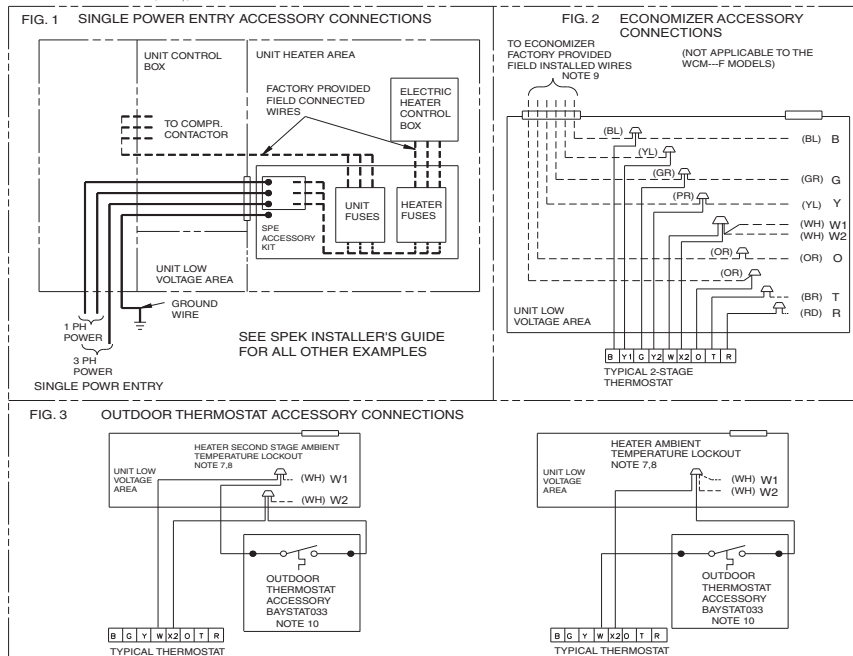 FIG. 1 SINGLE POWER ENTRY ACCESSORY CONNECTIONS
UNIT CONTROL
BOX
UNIT HEATER AREA
FACTORY PROVIDED
FIELD CONNECTED
WIRES
ELECTRIC
HEATER
CONTROL
BOX
TO COMPR.
CONTACTOR
UNIT
FUSES
HEATER
FUSES
SPE
ACCESSORY
KIT
UNIT LOW
VOLTAGE AREA
GROUND
WIRE
1 PH
POWER
3 PH
POWER
SINGLE POWR ENTRY
SEE SPEK INSTALLER'S GUIDE
FOR ALL OTHER EXAMPLES
FIG. 2 ECONOMIZER ACCESSORY
CONNECTIONS
TO ECONOMIZER
FACTORY PROVIDED
FIELD INSTALLED WIRES
NOTE 9
(NOT APPLICABLE TO THE
WCM---F MODELS)
(BL)
(BL) B
(YL)
(GR)
(GR) G
(PR)
(YL) Y
(WH) W1
(WH) W2
(OR)
(OR) O
(OR)
(BR) T
(RD) R
UNIT LOW
VOLTAGE AREA
B Y1 G Y2 W X2 O T R
TYPICAL 2-STAGE
THERMOSTAT
FIG. 3 OUTDOOR THERMOSTAT ACCESSORY CONNECTIONS
HEATER SECOND STAGE AMBIENT
TEMPERATURE LOCKOUT
NOTE 7,8
UNIT LOW
VOLTAGE
AREA
(WH) W1
(WH) W2
OUTDOOR
THERMOSTAT
ACCESSORY
BAYSTAT033
NOTE 10
B G Y W X2 O T R
TYPICAL THERMOSTAT
HEATER AMBIENT
TEMPERATURE LOCKOUT
NOTE 7,8
UNIT LOW
VOLTAGE
AREA
(WH) W1
(WH) W2
OUTDOOR
THERMOSTAT
ACCESSORY
BAYSTAT033
NOTE 10
B G Y W X2 O T R
TYPICAL THERMOSTAT